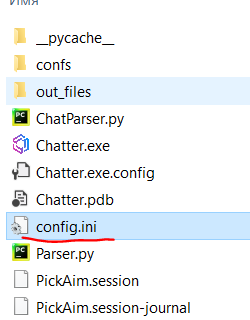 Имя
__pycache__
confs
out_files
ChatParser.py
Chatter.exe
Chatter.exe.config
Chatter.pdb
config.ini
Parser.py
PickAim.session
PickAim.session-journal